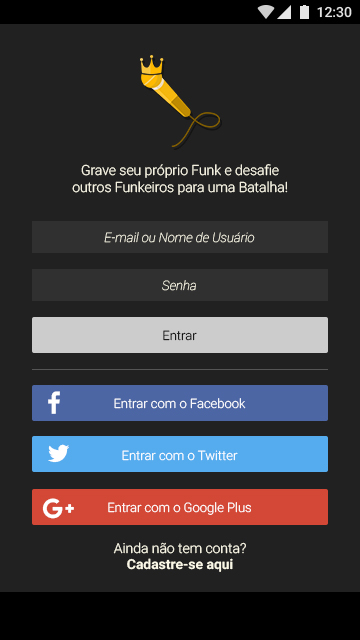 12:30
Grave seu próprio Funk e desafie
outros Funkeiros para uma Batalha!
E-mail ou Nome de Usuário
Senha
Entrar
Entrar com o Facebook
Entrar com o Twitter
G+ Entrar com o Google Plus
Ainda não tem conta?
Cadastre-se aqui